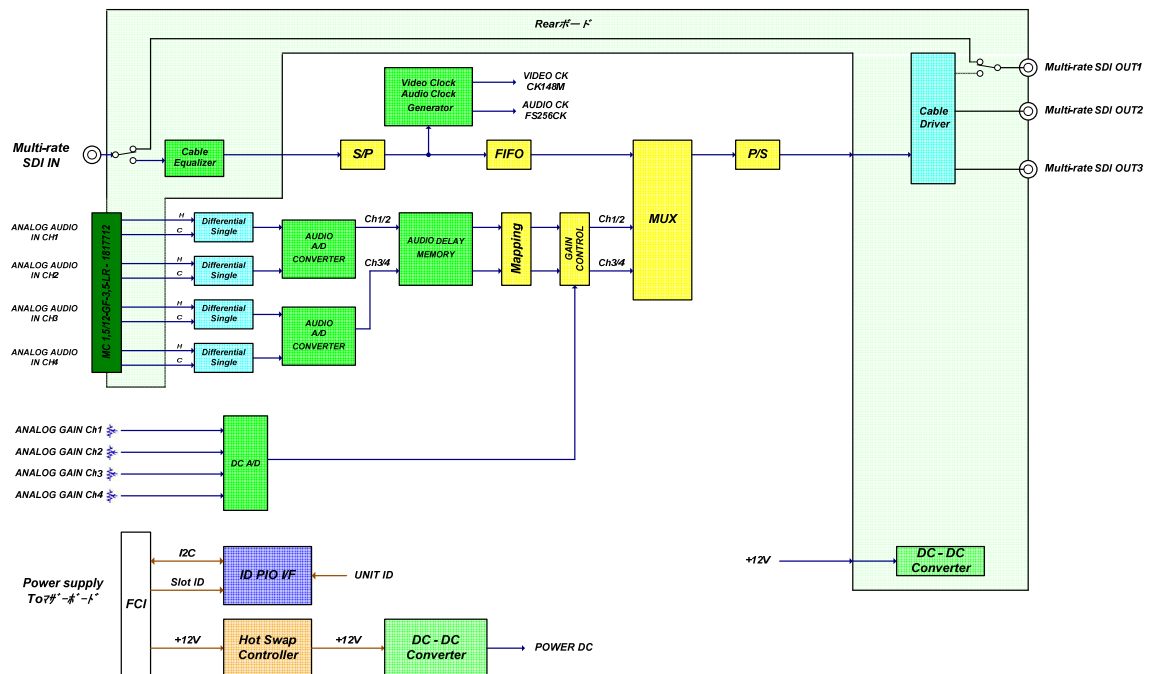 Rearボード
Multi-rate
SDI IN
Cable
Equalizer
S/P
Video Clock
Audio Clock
Generator
VIDEO CK
CK148M
AUDIO CK
FS256CK
FIFO
MUX
P/S
Cable
Driver
Multi-rate SDI OUT1
Multi-rate SDI OUT2
Multi-rate SDI OUT3
ANALOG AUDIO
IN CH1
ANALOG AUDIO
IN CH2
ANALOG AUDIO
IN CH3
ANALOG AUDIO
IN CH4
MC 1,5/12-GF-3,5-LR - 1817712
H
C
H
C
H
C
H
C
Differential
Single
Differential
Single
Differential
Single
Differential
Single
AUDIO
A/D
CONVERTER
AUDIO
A/D
CONVERTER
Ch1/2
Ch3/4
AUDIO DELAY
MEMORY
Mapping
GAIN
CONTROL
Ch1/2
Ch3/4
ANALOG GAIN Ch1
ANALOG GAIN Ch2
ANALOG GAIN Ch3
ANALOG GAIN Ch4
DC A/D
Power supply
Toマザーボード
FCI
I2C
Slot ID
ID PIO I/F
UNIT ID
+12V
Hot Swap
Controller
+12V
DC - DC
Converter
POWER DC
+12V
DC - DC
Converter